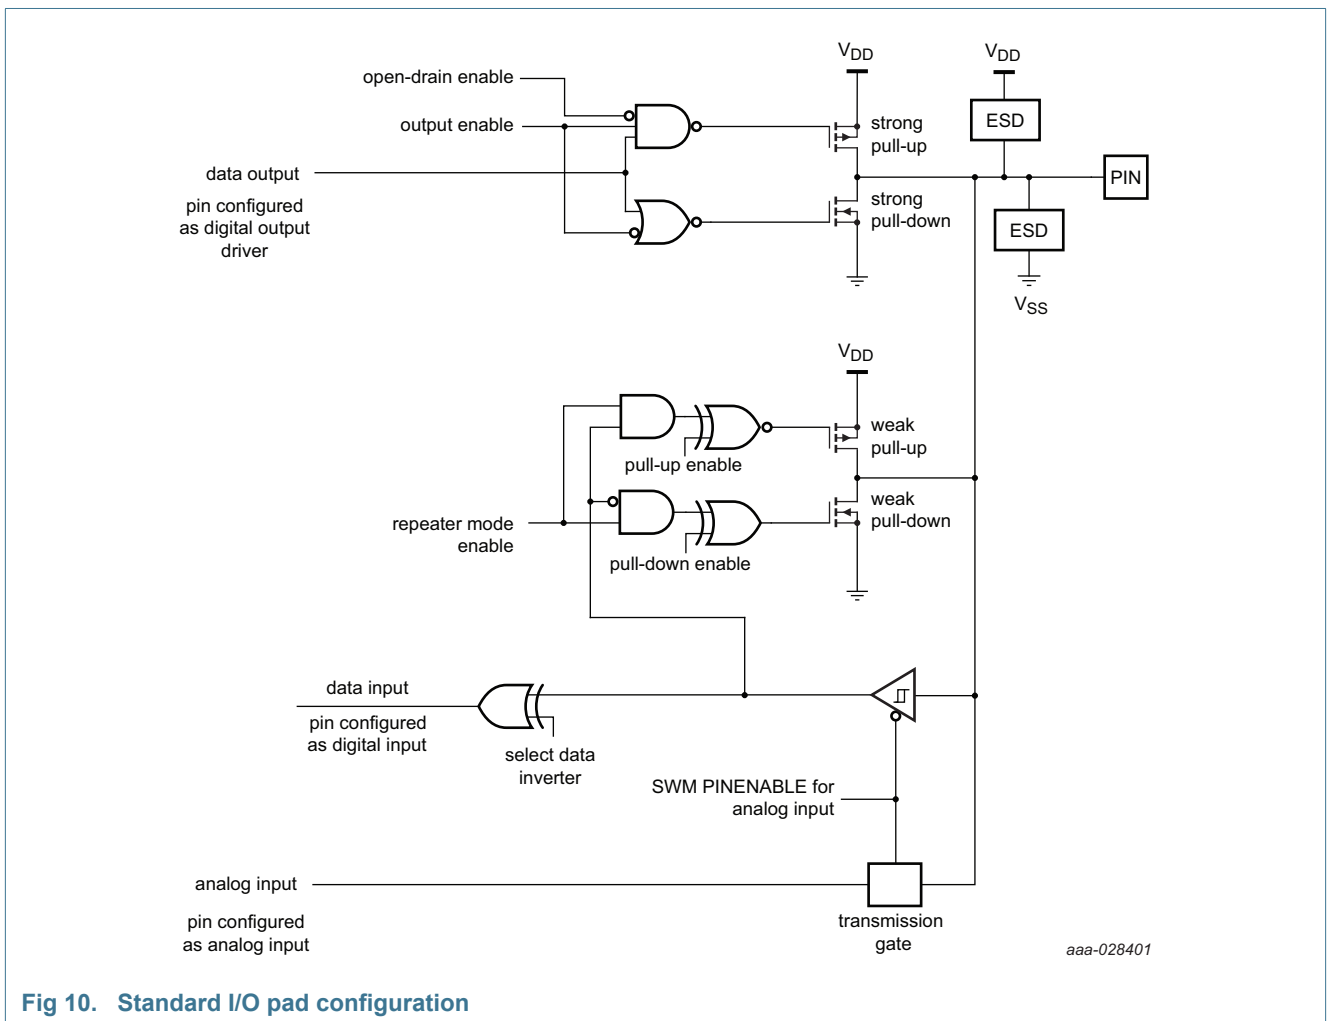 VDD
VDD
open-drain enable
output enable
strong
pull-up
ESD
data output
PIN
pin configured
as digital output
driver
strong
pull-down
ESD
VSS
VDD
weak
pull-up
pull-up enable
weak
pull-down
repeater mode
enable
pull-down enable
data input
pin configured
as digital input
select data
inverter
SWM PINENABLE for
analog input
analog input
pin configured
as analog input
transmission
gate
aaa-028401
Fig 10. Standard I/O pad configuration